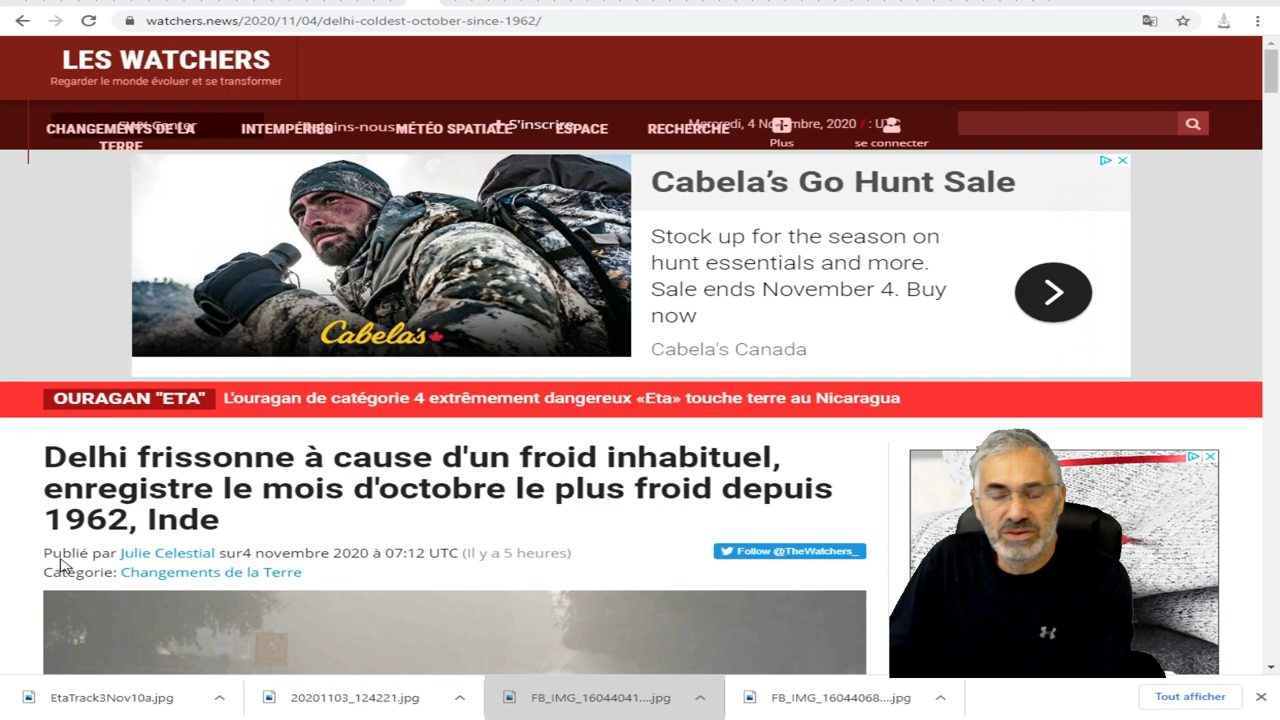 watchers.news/2020/11/04/delhi-coldest-october-since-1962/
LES WATCHERS
Regarder le monde évoluer et se transformer
CHANGEMENTS DE LA TERRE
INTEMPÉRIES
MÉTÉO SPATIALE
S'inscrire
ESPACE
RECHERCHE
Mercredi, 4 Novembre, 2020 / : UTC
Plus
se connecter
Cabela's Go Hunt Sale
Stock up for the season on
hunt essentials and more.
Sale ends November 4. Buy
now
Cabela's Canada
Cabela's
OURAGAN "ETA" L'ouragan de catégorie 4 extrêmement dangereux «Eta» touche terre au Nicaragua
Delhi frissonne à cause d'un froid inhabituel,
enregistre le mois d'octobre le plus froid depuis
1962, Inde
Publié par Julie Celestial sur4 novembre 2020 à 07:12 UTC (Il y a 5 heures)
Follow @TheWatchers_
Catégorie: Changements de la Terre
EtaTrack3Nov10a.jpg
20201103_124221.jpg
FB_IMG_16044041....jpg
FB_IMG_16044068....jpg
Tout afficher